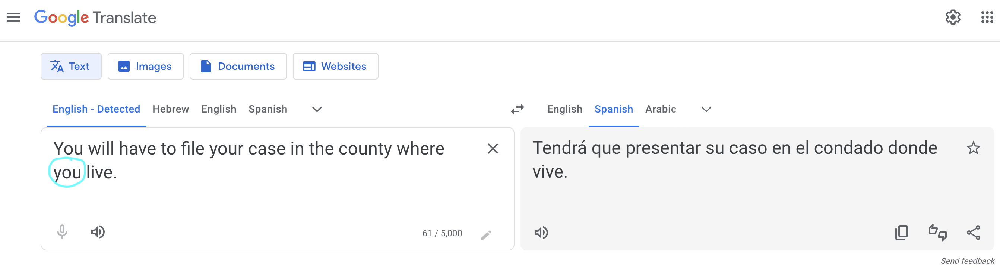 Google Translate
Text
Images
Documents
Websites
English - Detected
Hebrew
English
Spanish
English
Spanish
Arabic
You will have to file your case in the county where
you live.
61 / 5,000
Tendrá que presentar su caso en el condado donde
vive.
Send feedback